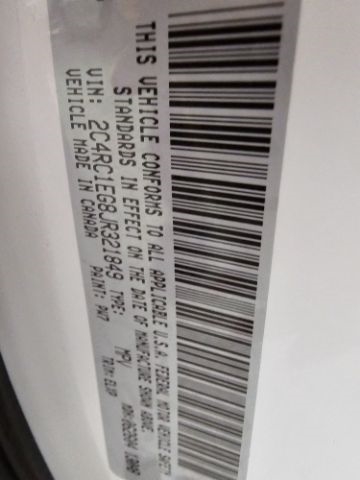 THIS VEHICLE CONFORMS TO ALL APPLICABLE U.S.A. FEDERAL MOTOR VEHICLE SAFETY
STANDARDS IN EFFECT ON THE DATE OF MANUFACTURE SHOWN ABOVE.
VIN: 2C4RC1EG8JR321849 TYPE: MPV
VEHICLE MADE IN CANADA PAINT: PW7 TRIM: